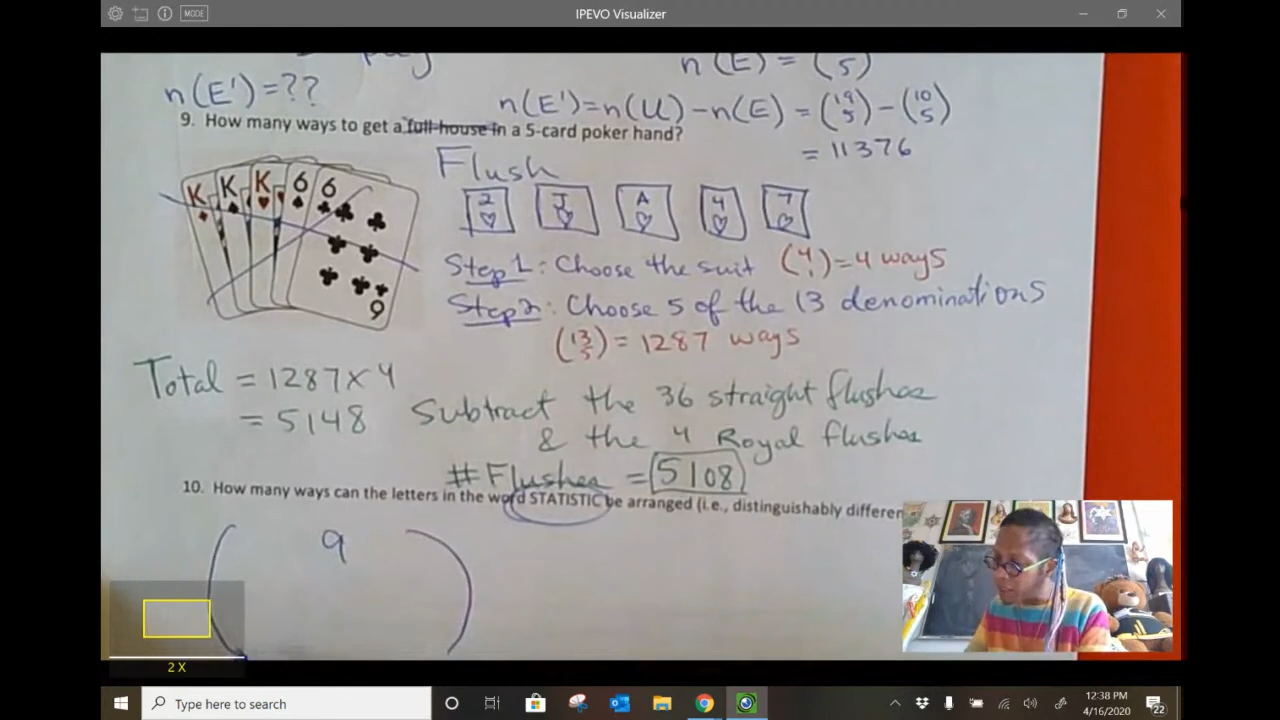 IPEVO Visualizer
MODE
n(E) = ( 5)
n(E')=??
n(E')=n(U)-n(E) = (19 5) - (10 5)
= 11376
9. How many ways to get a full-house in a 5-card poker hand?
Flush
K K K 6 6
9
2 J A 4 7
Step 1: Choose the suit (4 1)=4 ways
Step 2: Choose 5 of the 13 denominations
(13 5) = 1287 ways
Total = 1287 x 4
= 5148
Subtract the 36 straight flushes
& the 4 Royal flushes
# Flushes = 5108
10. How many ways can the letters in the word STATISTIC be arranged (i.e., distinguishably differen
( 9 )
2 X
Type here to search
12:38 PM
4/16/2020
22